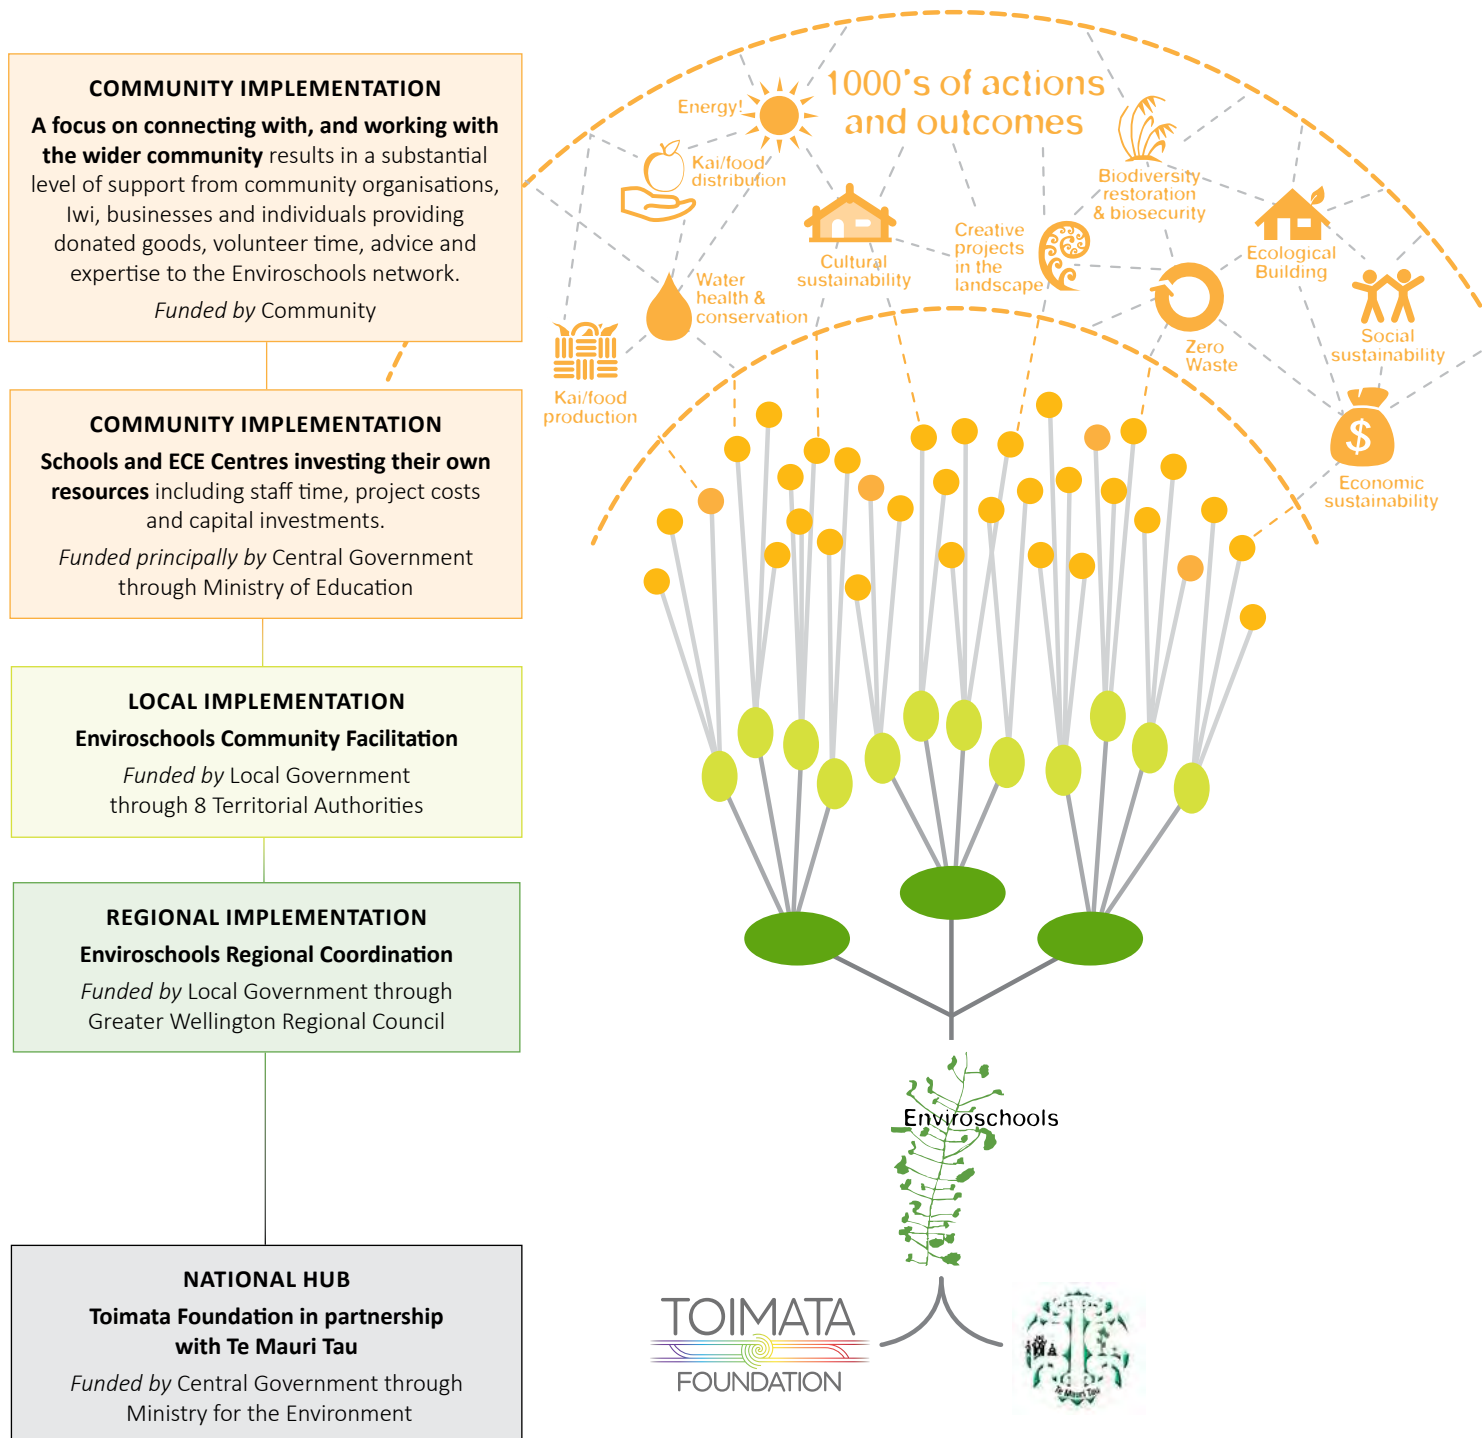 COMMUNITY IMPLEMENTATION
A focus on connecting with, and working with
the wider community results in a substantial
level of support from community organisations,
Iwi, businesses and individuals providing
donated goods, volunteer time, advice and
expertise to the Enviroschools network.
Funded by Community
COMMUNITY IMPLEMENTATION
Schools and ECE Centres investing their own
resources including staff time, project costs
and capital investments.
Funded principally by Central Government
through Ministry of Education
LOCAL IMPLEMENTATION
Enviroschools Community Facilitation
Funded by Local Government
through 8 Territorial Authorities
REGIONAL IMPLEMENTATION
Enviroschools Regional Coordination
Funded by Local Government through
Greater Wellington Regional Council
NATIONAL HUB
Toimata Foundation in partnership
with Te Mauri Tau
Funded by Central Government through
Ministry for the Environment
1000's of actions
and outcomes
Energy!
Kai/food
distribution
Cultural
sustainability
Water
health &
conservation
Kai/food
production
Creative
projects
in the
landscape
Biodiversity
restoration
& biosecurity
Ecological
Building
Zero
Waste
Social
sustainability
$
Economic
sustainability
Enviroschools
TOIMATA
FOUNDATION
Te Mauri Tau